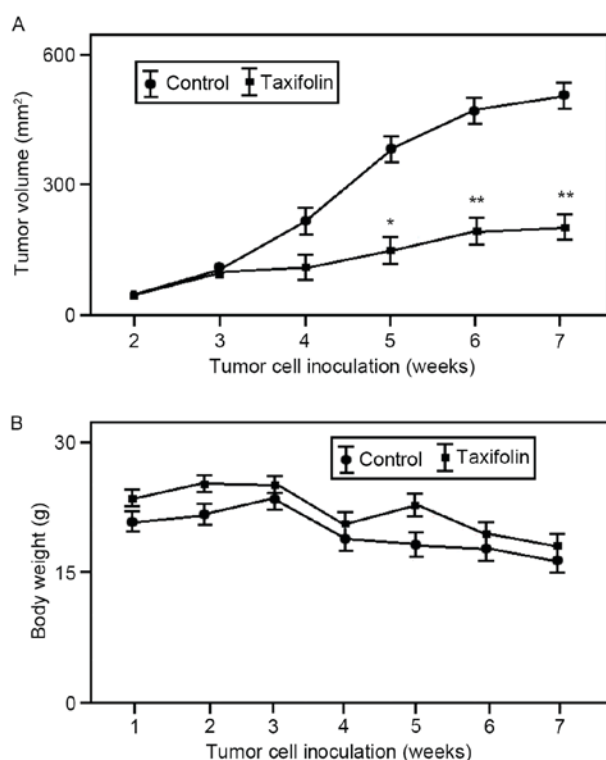 A
600
Control Taxifolin
Tumor volume (mm²)
300
*
**
**
0
2 3 4 5 6 7
Tumor cell inoculation (weeks)
B
30
Control Taxifolin
Body weight (g)
15
0
1 2 3 4 5 6 7
Tumor cell inoculation (weeks)